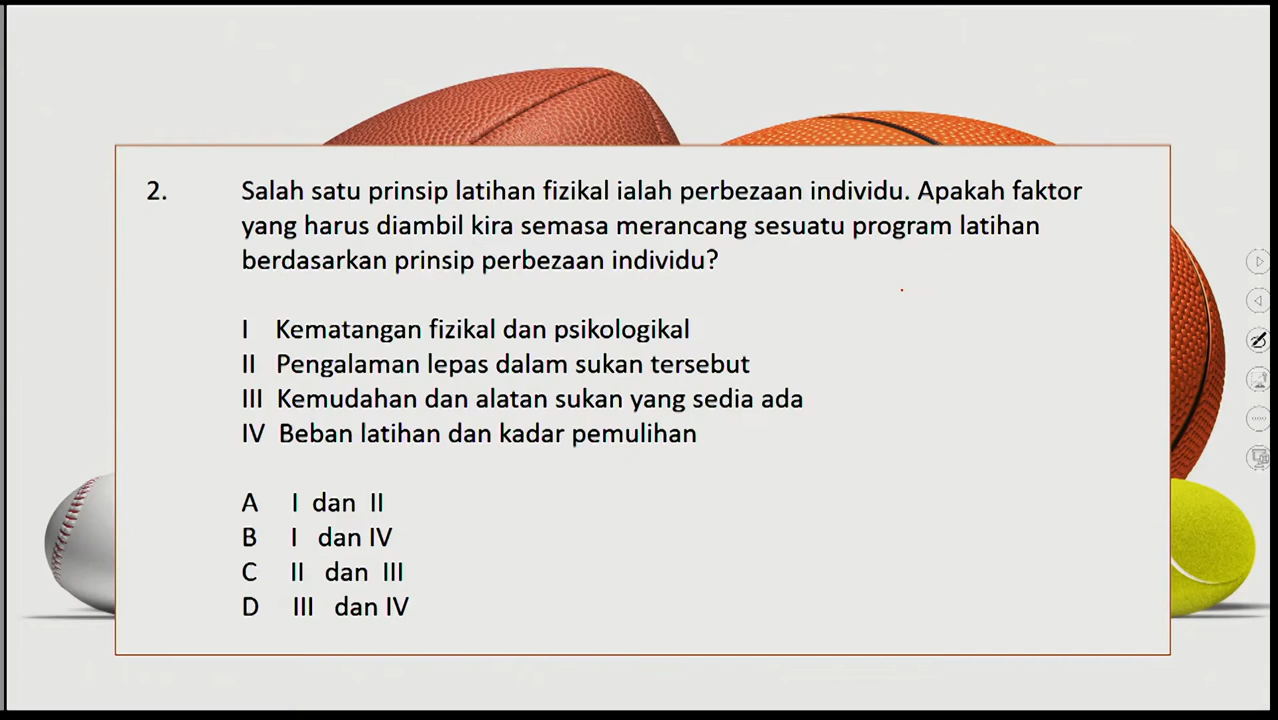 2. Salah satu prinsip latihan fizikal ialah perbezaan individu. Apakah faktor
yang harus diambil kira semasa merancang sesuatu program latihan
berdasarkan prinsip perbezaan individu?
I Kematangan fizikal dan psikologikal
II Pengalaman lepas dalam sukan tersebut
III Kemudahan dan alatan sukan yang sedia ada
IV Beban latihan dan kadar pemulihan
A I dan II
B I dan IV
C II dan III
D III dan IV